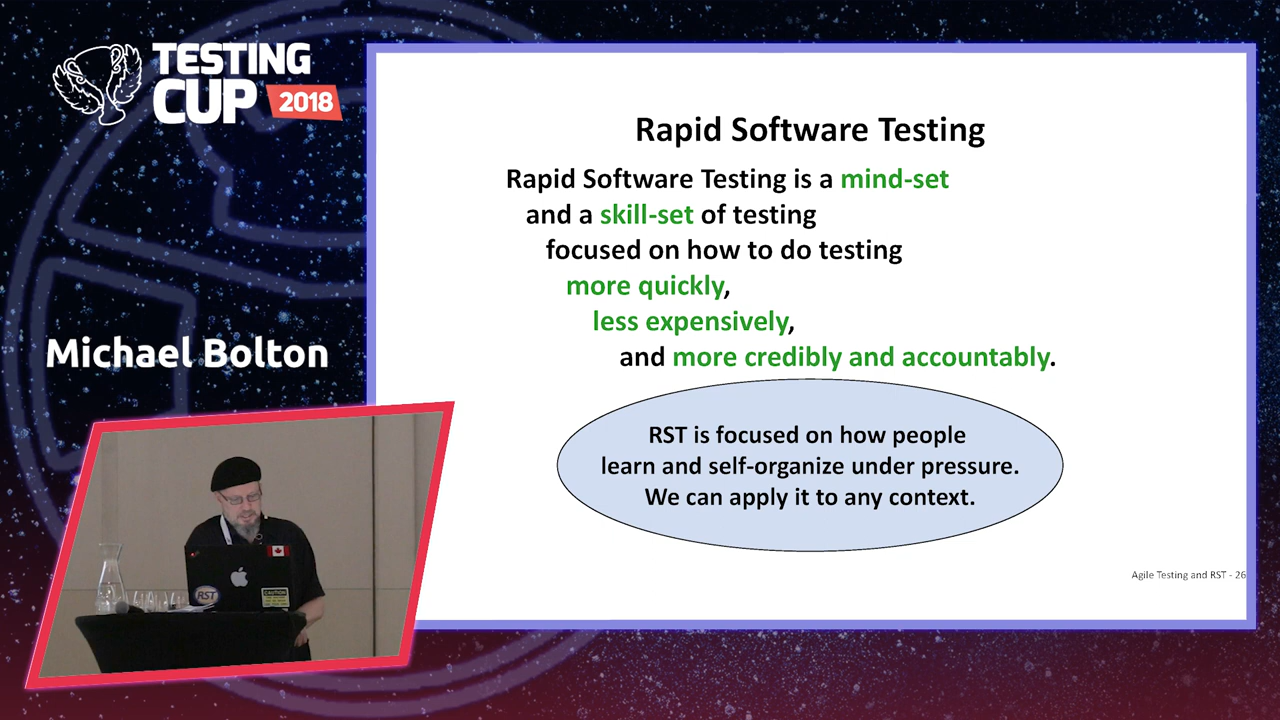 TESTING
CUP 2018
Michael Bolton
Rapid Software Testing
Rapid Software Testing is a mind-set
and a skill-set of testing
focused on how to do testing
more quickly,
less expensively,
and more credibly and accountably.
RST is focused on how people
learn and self-organize under pressure.
We can apply it to any context.
Agile Testing and RST - 26
RST
CAUTION